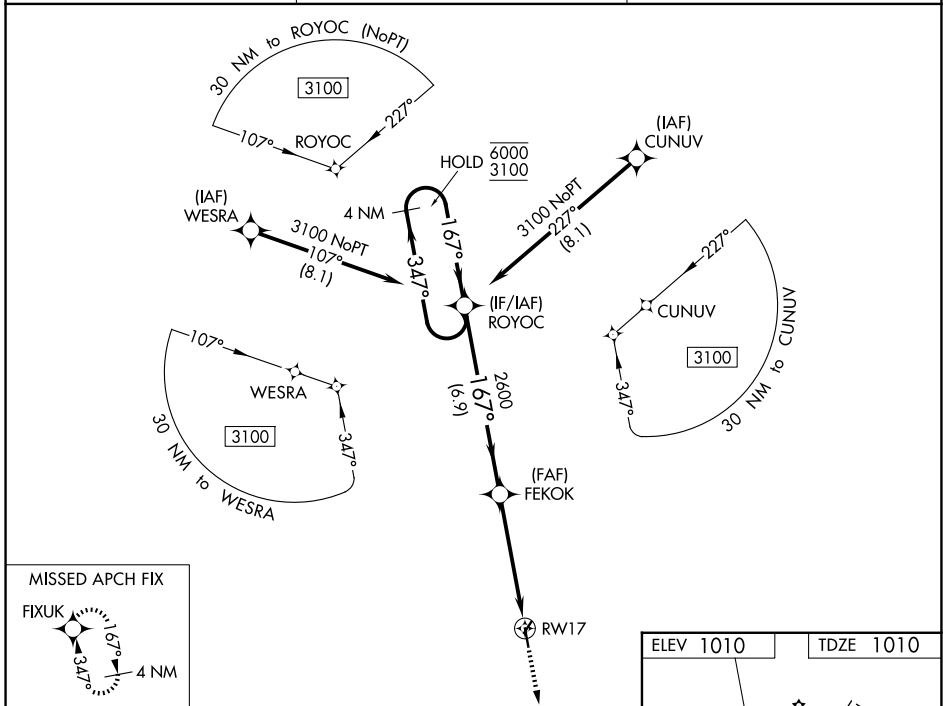 30 NM to ROYOC (NoPT)
3100
107°
227°
ROYOC
(IAF)
CUNUV
HOLD
6000
3100
4 NM
(IAF)
WESRA
3100 NoPT
107°
(8.1)
3100 NoPT
227°
(8.1)
167°
347°
(IF/IAF)
ROYOC
227°
CUNUV
3100
347°
30 NM to CUNUV
107°
WESRA
3100
347°
30 NM to WESRA
2600
167°
(6.9)
(FAF)
FEKOK
RW17
MISSED APCH FIX
FIXUK
167°
347°
4 NM
ELEV 1010
TDZE 1010